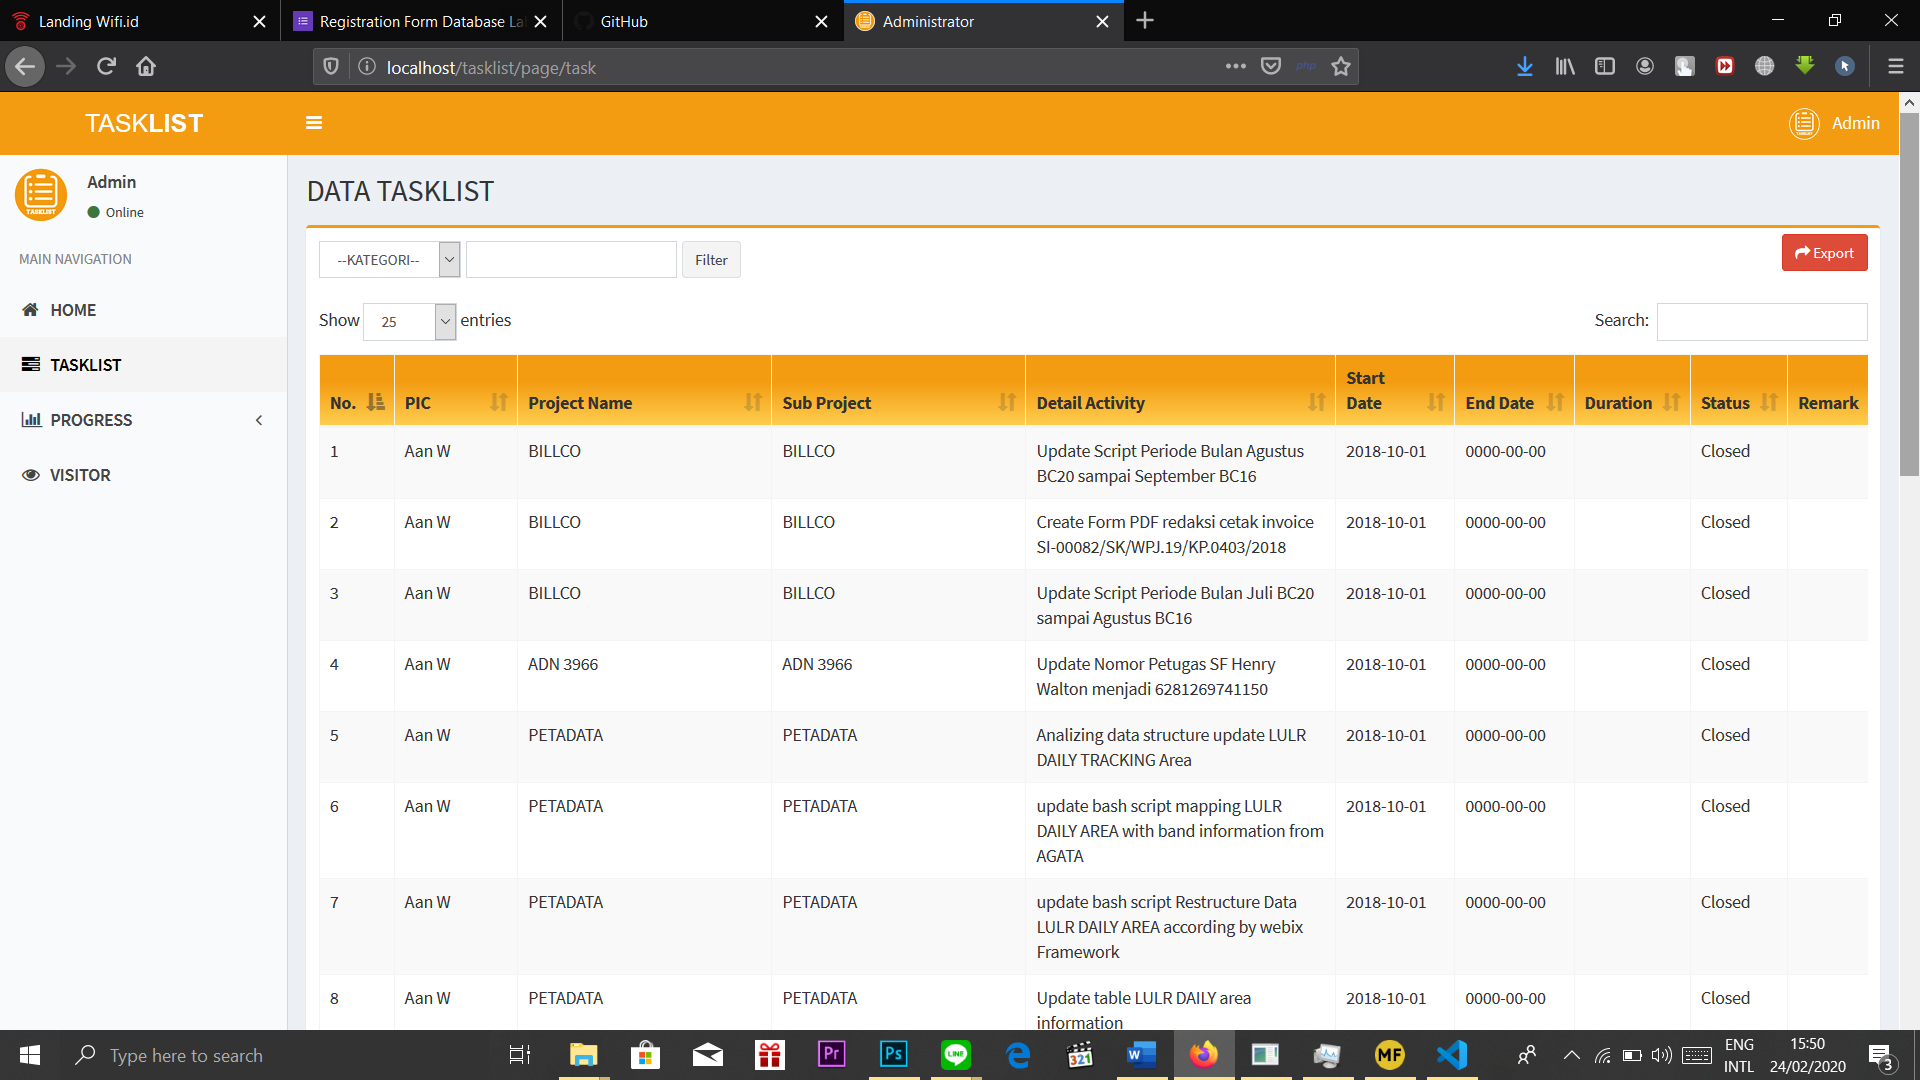 Landing Wifi.id
Registration Form Database La
GitHub
Administrator
localhost/tasklist/page/task
php
TASKLIST
Admin
Admin
Online
MAIN NAVIGATION
HOME
TASKLIST
PROGRESS
VISITOR
DATA TASKLIST
--KATEGORI--
Filter
Export
Show 25 entries
Search:
No. PIC Project Name Sub Project Detail Activity Start Date End Date Duration Status Remark
1 Aan W BILLCO BILLCO Update Script Periode Bulan Agustus 2018-10-01 0000-00-00 Closed
BC20 sampai September BC16
2 Aan W BILLCO BILLCO Create Form PDF redaksi cetak invoice 2018-10-01 0000-00-00 Closed
SI-00082/SK/WPJ.19/KP.0403/2018
3 Aan W BILLCO BILLCO Update Script Periode Bulan Juli BC20 2018-10-01 0000-00-00 Closed
sampai Agustus BC16
4 Aan W ADN 3966 ADN 3966 Update Nomor Petugas SF Henry 2018-10-01 0000-00-00 Closed
Walton menjadi 6281269741150
5 Aan W PETADATA PETADATA Analizing data structure update LULR 2018-10-01 0000-00-00 Closed
DAILY TRACKING Area
6 Aan W PETADATA PETADATA update bash script mapping LULR 2018-10-01 0000-00-00 Closed
DAILY AREA with band information from
AGATA
7 Aan W PETADATA PETADATA update bash script Restructure Data 2018-10-01 0000-00-00 Closed
LULR DAILY AREA according by webix
Framework
8 Aan W PETADATA PETADATA Update table LULR DAILY area 2018-10-01 0000-00-00 Closed
information
Type here to search
Pr
Ps
LINE
321
W
MF
ENG
INTL
15:50
24/02/2020
3